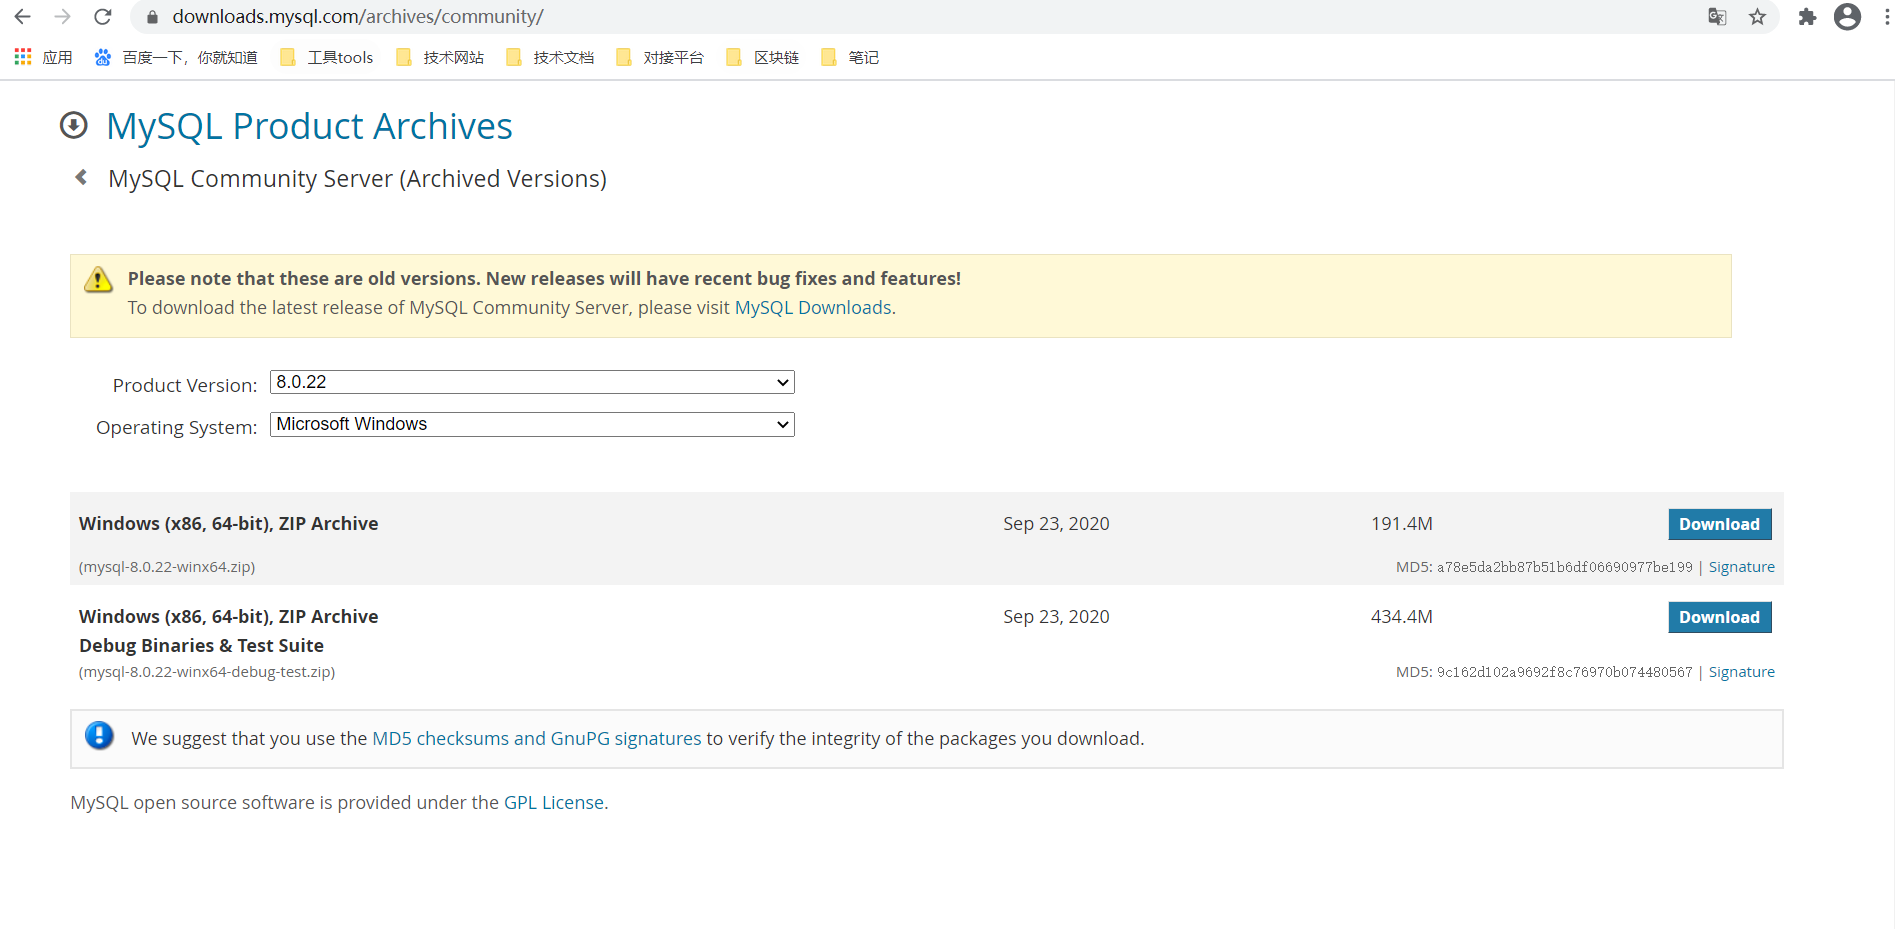 downloads.mysql.com/archives/community/
应用 百度一下，你就知道 工具tools 技术网站 技术文档 对接平台 区块链 笔记
MySQL Product Archives
MySQL Community Server (Archived Versions)
Please note that these are old versions. New releases will have recent bug fixes and features!
To download the latest release of MySQL Community Server, please visit MySQL Downloads.
Product Version: 8.0.22
Operating System: Microsoft Windows
Windows (x86, 64-bit), ZIP Archive Sep 23, 2020 191.4M Download
(mysql-8.0.22-winx64.zip) MD5: a78e5da2bb87b51b6df06690977be199 | Signature
Windows (x86, 64-bit), ZIP Archive Sep 23, 2020 434.4M Download
Debug Binaries & Test Suite
(mysql-8.0.22-winx64-debug-test.zip) MD5: 9c162d102a9692f8c76970b074480567 | Signature
We suggest that you use the MD5 checksums and GnuPG signatures to verify the integrity of the packages you download.
MySQL open source software is provided under the GPL License.